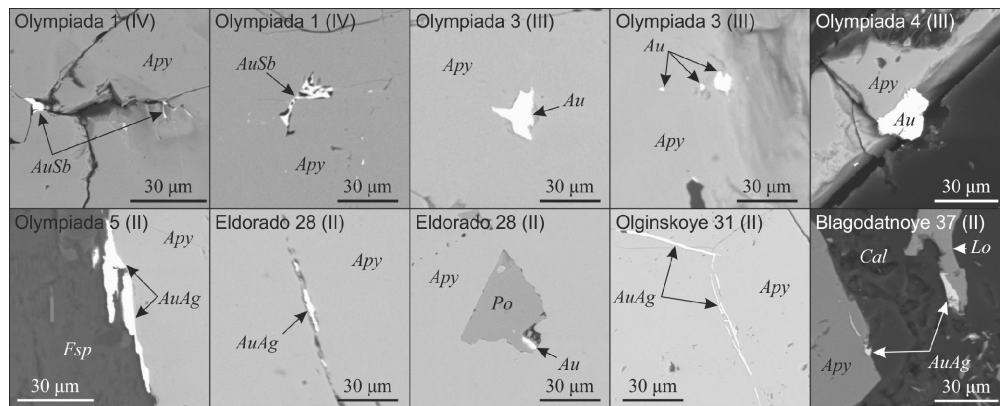 Olympiada 1 (IV)
Apy
AuSb
30 μm
Olympiada 1 (IV)
AuSb
Apy
30 μm
Olympiada 3 (III)
Apy
Au
30 μm
Olympiada 3 (III)
Au
Apy
30 μm
Olympiada 4 (III)
Apy
Au
30 μm
Olympiada 5 (II)
Apy
AuAg
Fsp
30 μm
Eldorado 28 (II)
Apy
AuAg
30 μm
Eldorado 28 (II)
Apy
Po
Au
30 μm
Olginskoye 31 (II)
AuAg
Apy
30 μm
Blagodatnoye 37 (II)
Cal
Lo
Apy
AuAg
30 μm